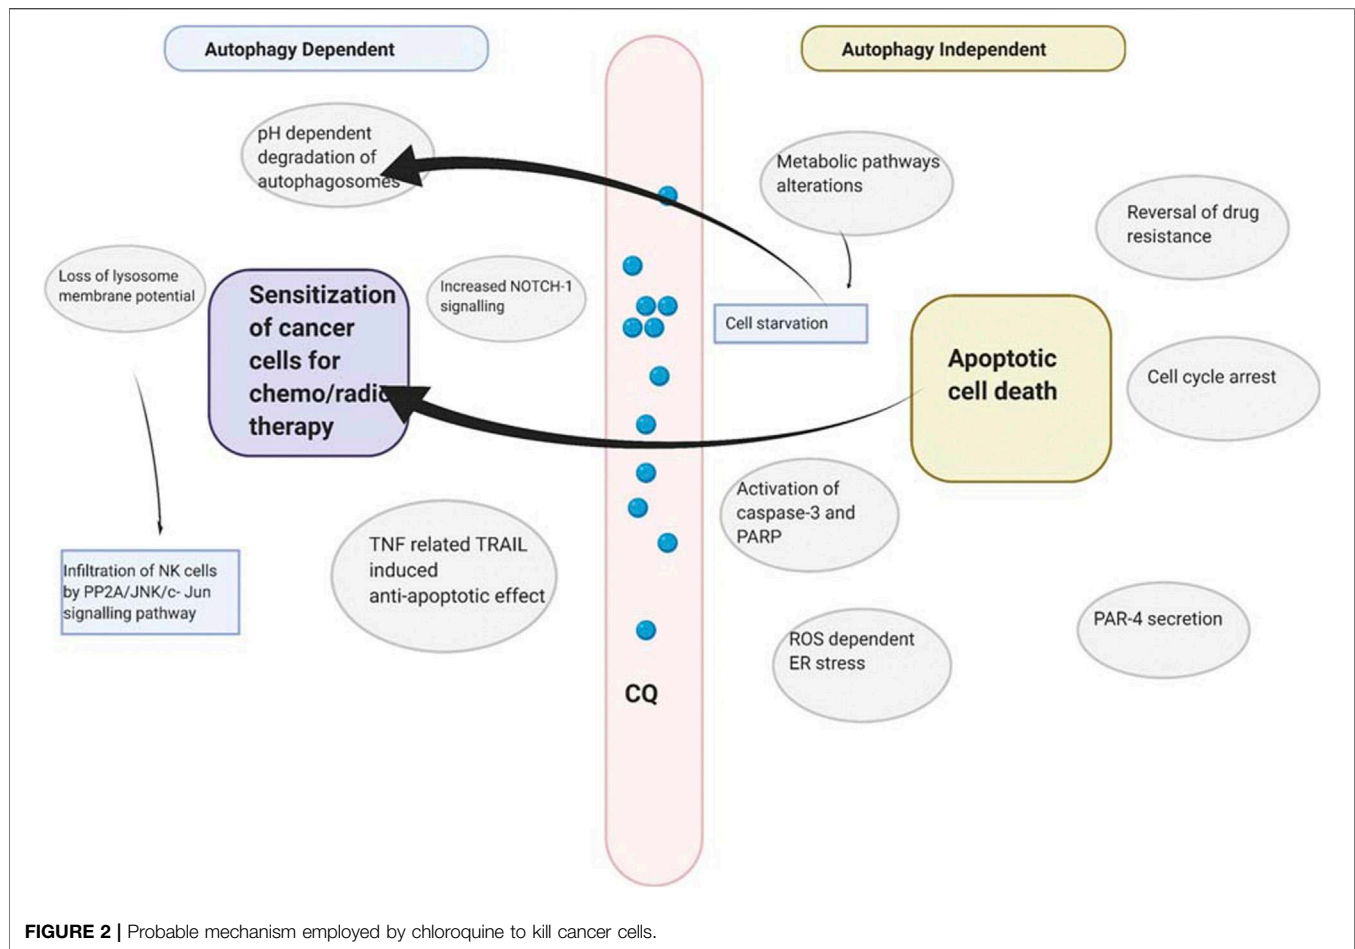 Autophagy Dependent
Autophagy Independent
pH dependent
degradation of
autophagosomes
Metabolic pathways
alterations
Reversal of drug
resistance
Loss of lysosome
membrane potential
Increased NOTCH-1
signalling
Sensitization
of cancer
cells for
chemo/radio
therapy
Cell starvation
Apoptotic
cell death
Cell cycle arrest
Activation of
caspase-3 and
PARP
TNF related TRAIL
induced
anti-apoptotic effect
Infiltration of NK cells
by PP2A/JNK/c- Jun
signalling pathway
PAR-4 secretion
ROS dependent
ER stress
CQ
FIGURE 2 | Probable mechanism employed by chloroquine to kill cancer cells.